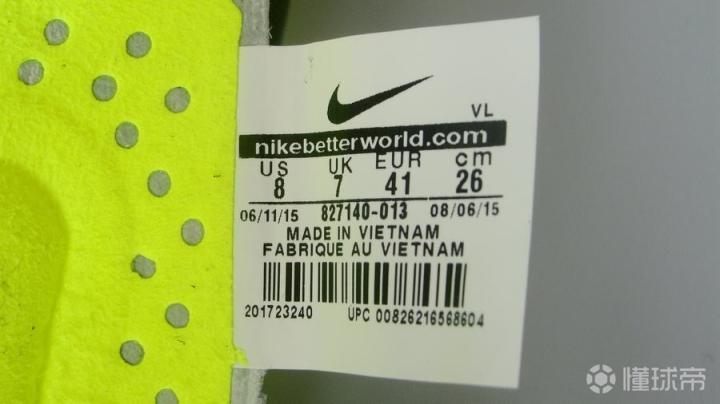 VL
nikebetterworld.com
US UK EUR cm
8 7 41 26
06/11/15 827140-013 08/06/15
MADE IN VIETNAM
FABRIQUE AU VIETNAM
201723240 UPC 00826216568604
懂球帝